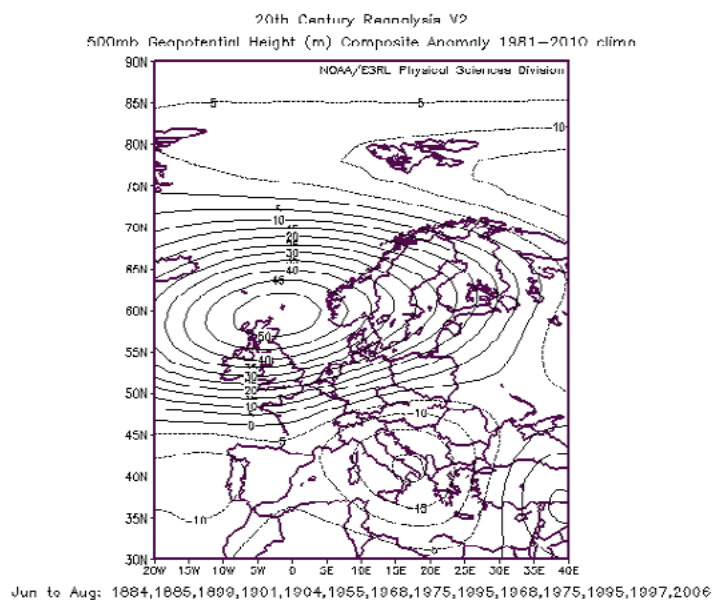 20th Century Reanalysis V2
500mb Geopotential Height (m) Composite Anomaly 1981-2010 climo
NOAA/ESRL Physical Sciences Division
90N
85N
80N
75N
70N
65N
60N
55N
50N
45N
40N
35N
30N
5
5
-10
5
10
20
30
40
45
50
40
30
20
10
0
5
-10
-10
-15
20W
15W
10W
5W
0
5E
10E
15E
20E
25E
30E
35E
40E
Jun to Aug: 1884,1885,1899,1901,1904,1955,1968,1975,1995,1968,1975,1995,1997,2006